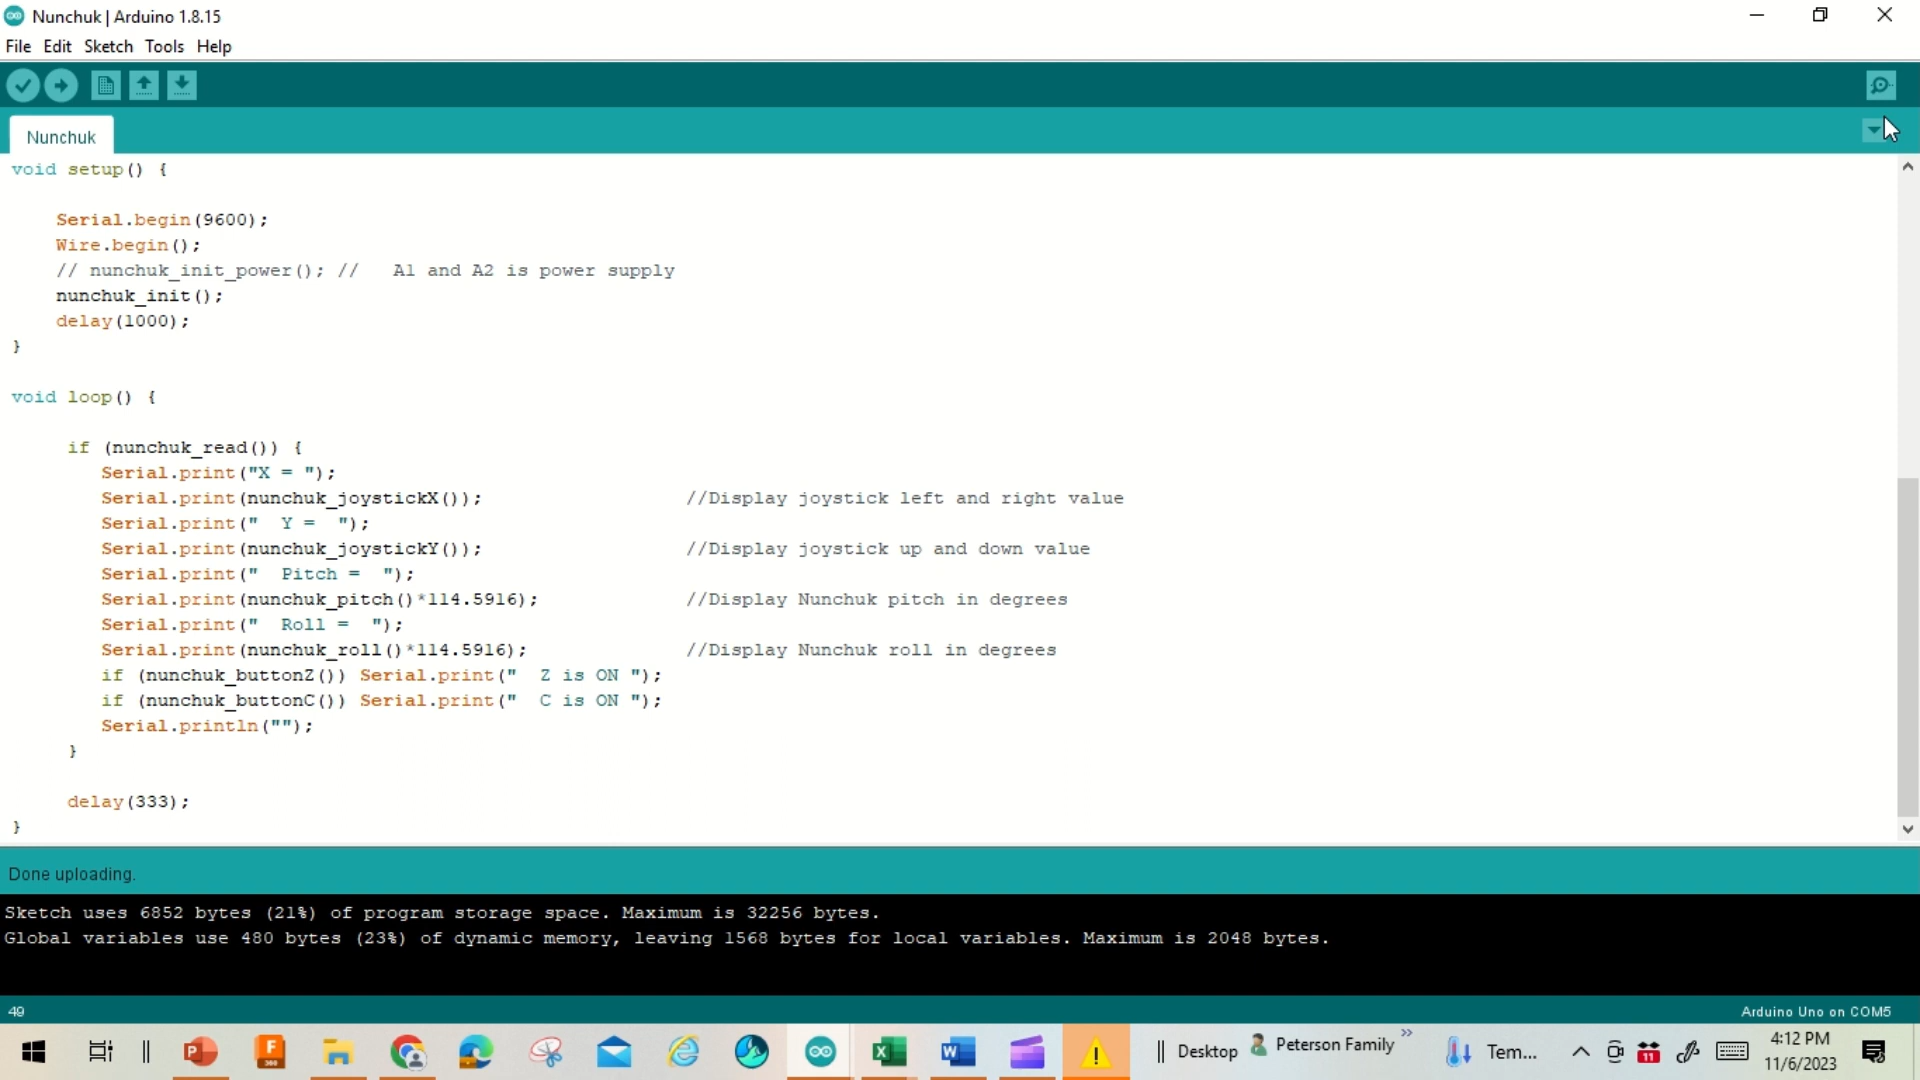 Nunchuk | Arduino 1.8.15
File Edit Sketch Tools Help
Nunchuk
void setup() {
Serial.begin(9600);
Wire.begin();
// nunchuk_init_power(); //   A1 and A2 is power supply
nunchuk_init();
delay(1000);
}
void loop() {
if (nunchuk_read()) {
Serial.print("X = ");
Serial.print(nunchuk_joystickX()); //Display joystick left and right value
Serial.print("  Y =  ");
Serial.print(nunchuk_joystickY()); //Display joystick up and down value
Serial.print("  Pitch =  ");
Serial.print(nunchuk_pitch()*114.5916); //Display Nunchuk pitch in degrees
Serial.print("  Roll =  ");
Serial.print(nunchuk_roll()*114.5916); //Display Nunchuk roll in degrees
if (nunchuk_buttonZ()) Serial.print("  Z is ON ");
if (nunchuk_buttonC()) Serial.print("  C is ON ");
Serial.println("");
}
delay(333);
}
Done uploading.
Sketch uses 6852 bytes (21%) of program storage space. Maximum is 32256 bytes.
Global variables use 480 bytes (23%) of dynamic memory, leaving 1568 bytes for local variables. Maximum is 2048 bytes.
49 Arduino Uno on COM5
Desktop Peterson Family » Tem... 11 4:12 PM
11/6/2023